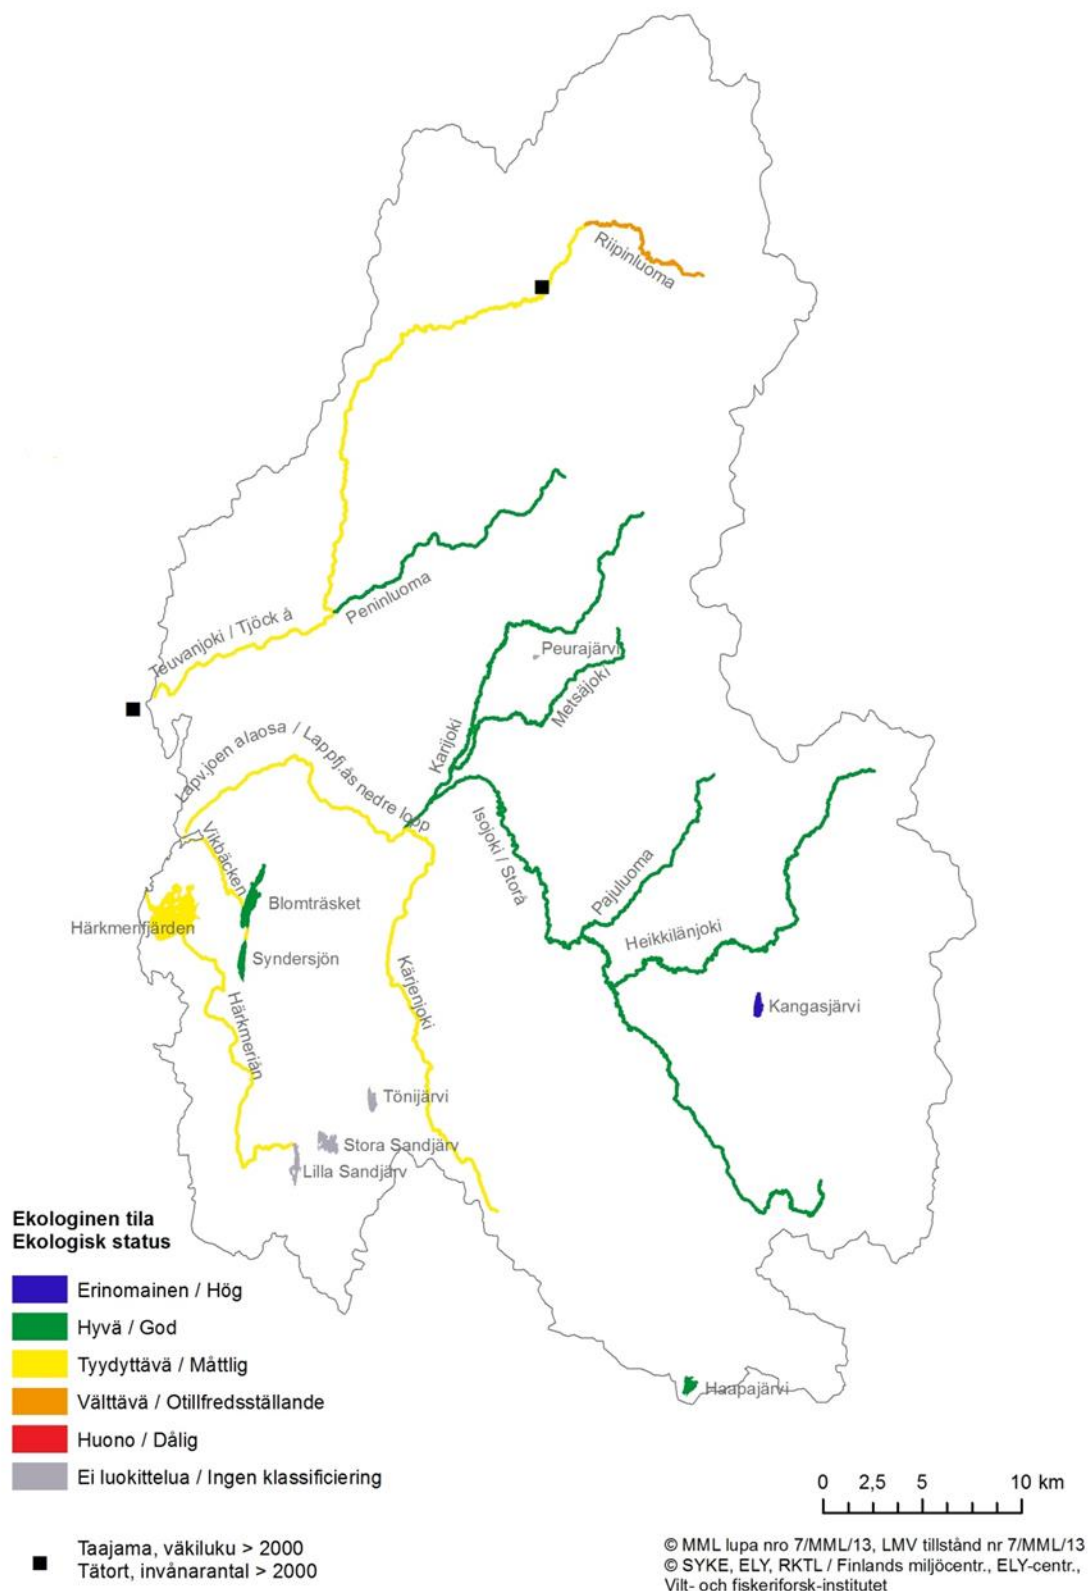 Riipinluoma
Peninluoma
Teuvanjoki / Tjöck å
Peurajärvi
Metsäjoki
Karijoki
Lapv.joen alaosa / Lappfj.ås nedre lopp
Isojoki / Storå
Pajuluoma
Vikbäcken
Blomträsket
Härkmerifjärden
Heikkilänjoki
Syndersjön
Kärjenjoki
Kangasjärvi
Härkmeriån
Tönijärvi
Stora Sandjärv
Lilla Sandjärv
Haapajärvi
Ekologinen tila
Ekologisk status
Erinomainen / Hög
Hyvä / God
Tyydyttävä / Måttlig
Välttävä / Otillfredsställande
Huono / Dålig
Ei luokittelua / Ingen klassificiering
Taajama, väkiluku > 2000
Tätort, invånarantal > 2000
0 2,5 5 10 km
© MML lupa nro 7/MML/13, LMV tillstånd nr 7/MML/13
© SYKE, ELY, RKTL / Finlands miljöcentr., ELY-centr.,
Vilt- och fiskeriforsk-institutet